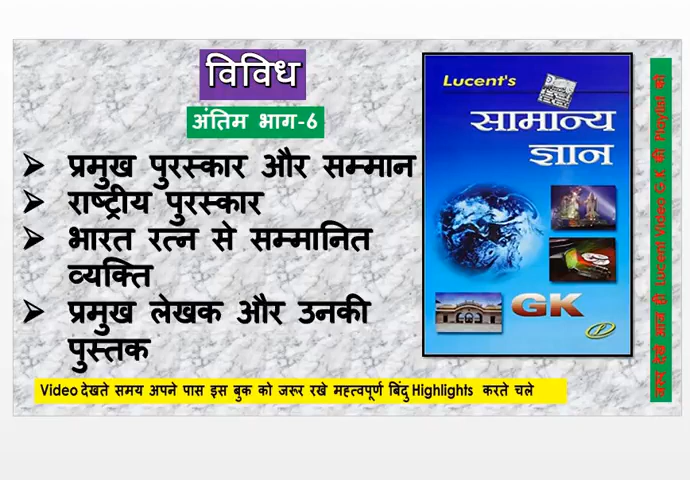 विविध
अंतिम भाग-6
प्रमुख पुरस्कार और सम्मान
राष्ट्रीय पुरस्कार
भारत रत्न से सम्मानित
व्यक्ति
प्रमुख लेखक और उनकी
पुस्तक
Video देखते समय अपने पास इस बुक को जरूर रखे महत्वपूर्ण बिंदु Highlights करते चले
Lucent's
सामान्य
ज्ञान
GK
Lucent Video G.K की Playlist को